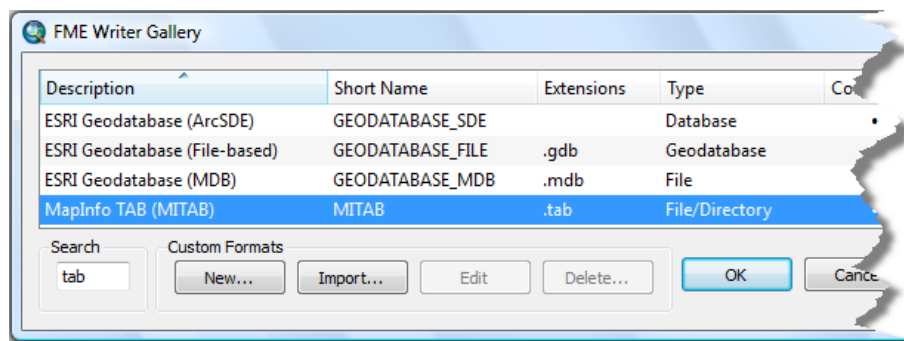 FME Writer Gallery
Description Short Name Extensions Type
ESRI Geodatabase (ArcSDE) GEODATABASE_SDE Database
ESRI Geodatabase (File-based) GEODATABASE_FILE .gdb Geodatabase
ESRI Geodatabase (MDB) GEODATABASE_MDB .mdb File
MapInfo TAB (MITAB) MITAB .tab File/Directory
Search Custom Formats
tab New... Import... Edit Delete... OK Cance